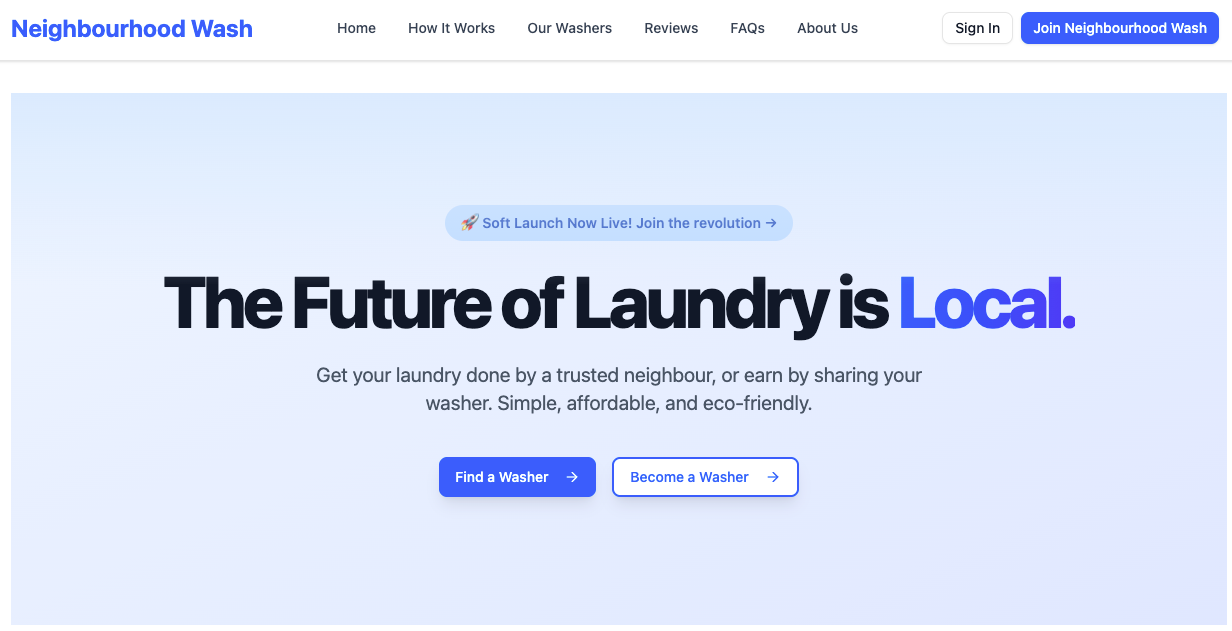 Neighbourhood Wash
Home
How It Works
Our Washers
Reviews
FAQs
About Us
Sign In
Join Neighbourhood Wash
🚀 Soft Launch Now Live! Join the revolution →
The Future of Laundry is Local.
Get your laundry done by a trusted neighbour, or earn by sharing your
washer. Simple, affordable, and eco-friendly.
Find a Washer →
Become a Washer →